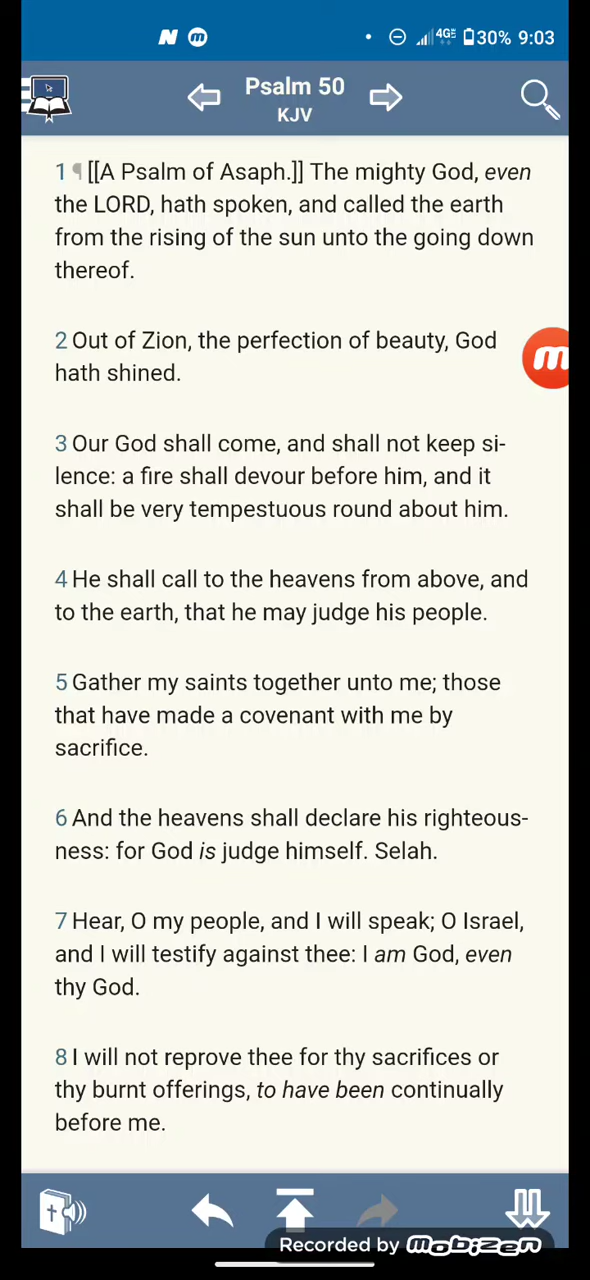 4GE 30% 9:03
Psalm 50
KJV
1 ¶ [[A Psalm of Asaph.]] The mighty God, even
the LORD, hath spoken, and called the earth
from the rising of the sun unto the going down
thereof.
2 Out of Zion, the perfection of beauty, God
hath shined.
3 Our God shall come, and shall not keep si-
lence: a fire shall devour before him, and it
shall be very tempestuous round about him.
4 He shall call to the heavens from above, and
to the earth, that he may judge his people.
5 Gather my saints together unto me; those
that have made a covenant with me by
sacrifice.
6 And the heavens shall declare his righteous-
ness: for God is judge himself. Selah.
7 Hear, O my people, and I will speak; O Israel,
and I will testify against thee: I am God, even
thy God.
8 I will not reprove thee for thy sacrifices or
thy burnt offerings, to have been continually
before me.
Recorded by Mobizen